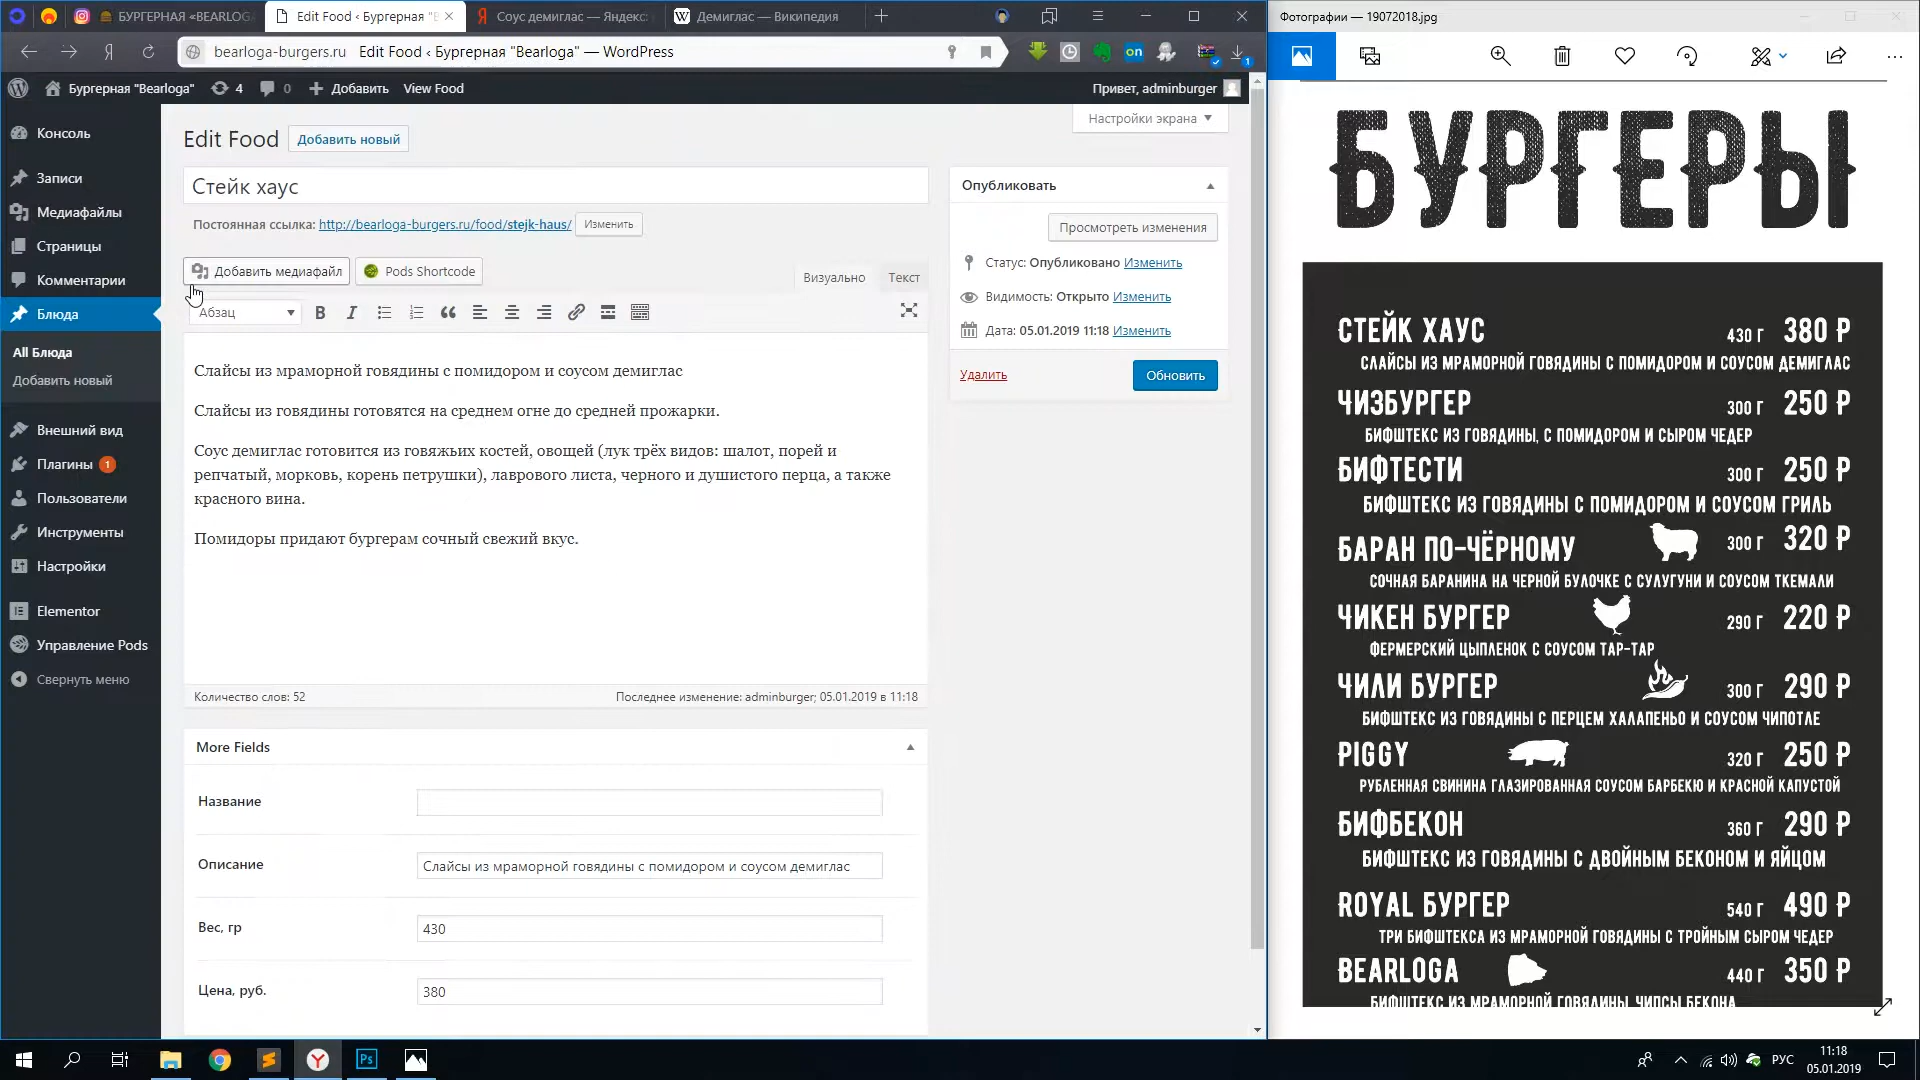 БУРГЕРНАЯ «BEARLOGA
Edit Food ‹ Бургерная "B
Соус демиглас — Яндекс:
Демиглас — Википедия
Фотографии — 19072018.jpg
bearloga-burgers.ru Edit Food ‹ Бургерная "Bearloga" — WordPress
Бургерная "Bearloga" 4 0 Добавить View Food Привет, adminburger
Настройки экрана
Консоль
Записи
Медиафайлы
Страницы
Комментарии
Блюда
All Блюда
Добавить новый
Внешний вид
Плагины 1
Пользователи
Инструменты
Настройки
Elementor
Управление Pods
Свернуть меню
Edit Food Добавить новый
Стейк хаус
Постоянная ссылка: http://bearloga-burgers.ru/food/stejk-haus/ Изменить
Добавить медиафайл Pods Shortcode
Визуально Текст
Абзац
Слайсы из мраморной говядины с помидором и соусом демиглас
Слайсы из говядины готовятся на среднем огне до средней прожарки.
Соус демиглас готовится из говяжьих костей, овощей (лук трёх видов: шалот, порей и
репчатый, морковь, корень петрушки), лаврового листа, черного и душистого перца, а также
красного вина.
Помидоры придают бургерам сочный свежий вкус.
Количество слов: 52 Последнее изменение: adminburger; 05.01.2019 в 11:18
More Fields
Название
Описание Слайсы из мраморной говядины с помидором и соусом демиглас
Вес, гр 430
Цена, руб. 380
Опубликовать
Просмотреть изменения
Статус: Опубликовано Изменить
Видимость: Открыто Изменить
Дата: 05.01.2019 11:18 Изменить
Удалить Обновить
БУРГЕРЫ
СТЕЙК ХАУС 430 Г 380 ₽
СЛАЙСЫ ИЗ МРАМОРНОЙ ГОВЯДИНЫ С ПОМИДОРОМ И СОУСОМ ДЕМИГЛАС
ЧИЗБУРГЕР 300 Г 250 ₽
БИФШТЕКС ИЗ ГОВЯДИНЫ, С ПОМИДОРОМ И СЫРОМ ЧЕДЕР
БИФТЕСТИ 300 Г 250 ₽
БИФШТЕКС ИЗ ГОВЯДИНЫ С ПОМИДОРОМ И СОУСОМ ГРИЛЬ
БАРАН ПО-ЧЁРНОМУ 300 Г 320 ₽
СОЧНАЯ БАРАНИНА НА ЧЕРНОЙ БУЛОЧКЕ С СУЛУГУНИ И СОУСОМ ТКЕМАЛИ
ЧИКЕН БУРГЕР 290 Г 220 ₽
ФЕРМЕРСКИЙ ЦЫПЛЕНОК С СОУСОМ ТАР-ТАР
ЧИЛИ БУРГЕР 300 Г 290 ₽
БИФШТЕКС ИЗ ГОВЯДИНЫ С ПЕРЦЕМ ХАЛАПЕНЬО И СОУСОМ ЧИПОТЛЕ
PIGGY 320 Г 250 ₽
РУБЛЕННАЯ СВИНИНА ГЛАЗИРОВАННАЯ СОУСОМ БАРБЕКЮ И КРАСНОЙ КАПУСТОЙ
БИФБЕКОН 360 Г 290 ₽
БИФШТЕКС ИЗ ГОВЯДИНЫ С ДВОЙНЫМ БЕКОНОМ И ЯЙЦОМ
ROYAL БУРГЕР 540 Г 490 ₽
ТРИ БИФШТЕКСА ИЗ МРАМОРНОЙ ГОВЯДИНЫ С ТРОЙНЫМ СЫРОМ ЧЕДЕР
BEARLOGA 440 Г 350 ₽
БИФШТЕКС ИЗ МРАМОРНОЙ ГОВЯДИНЫ, ЧИПСЫ БЕКОНА
РУС
11:18
05.01.2019